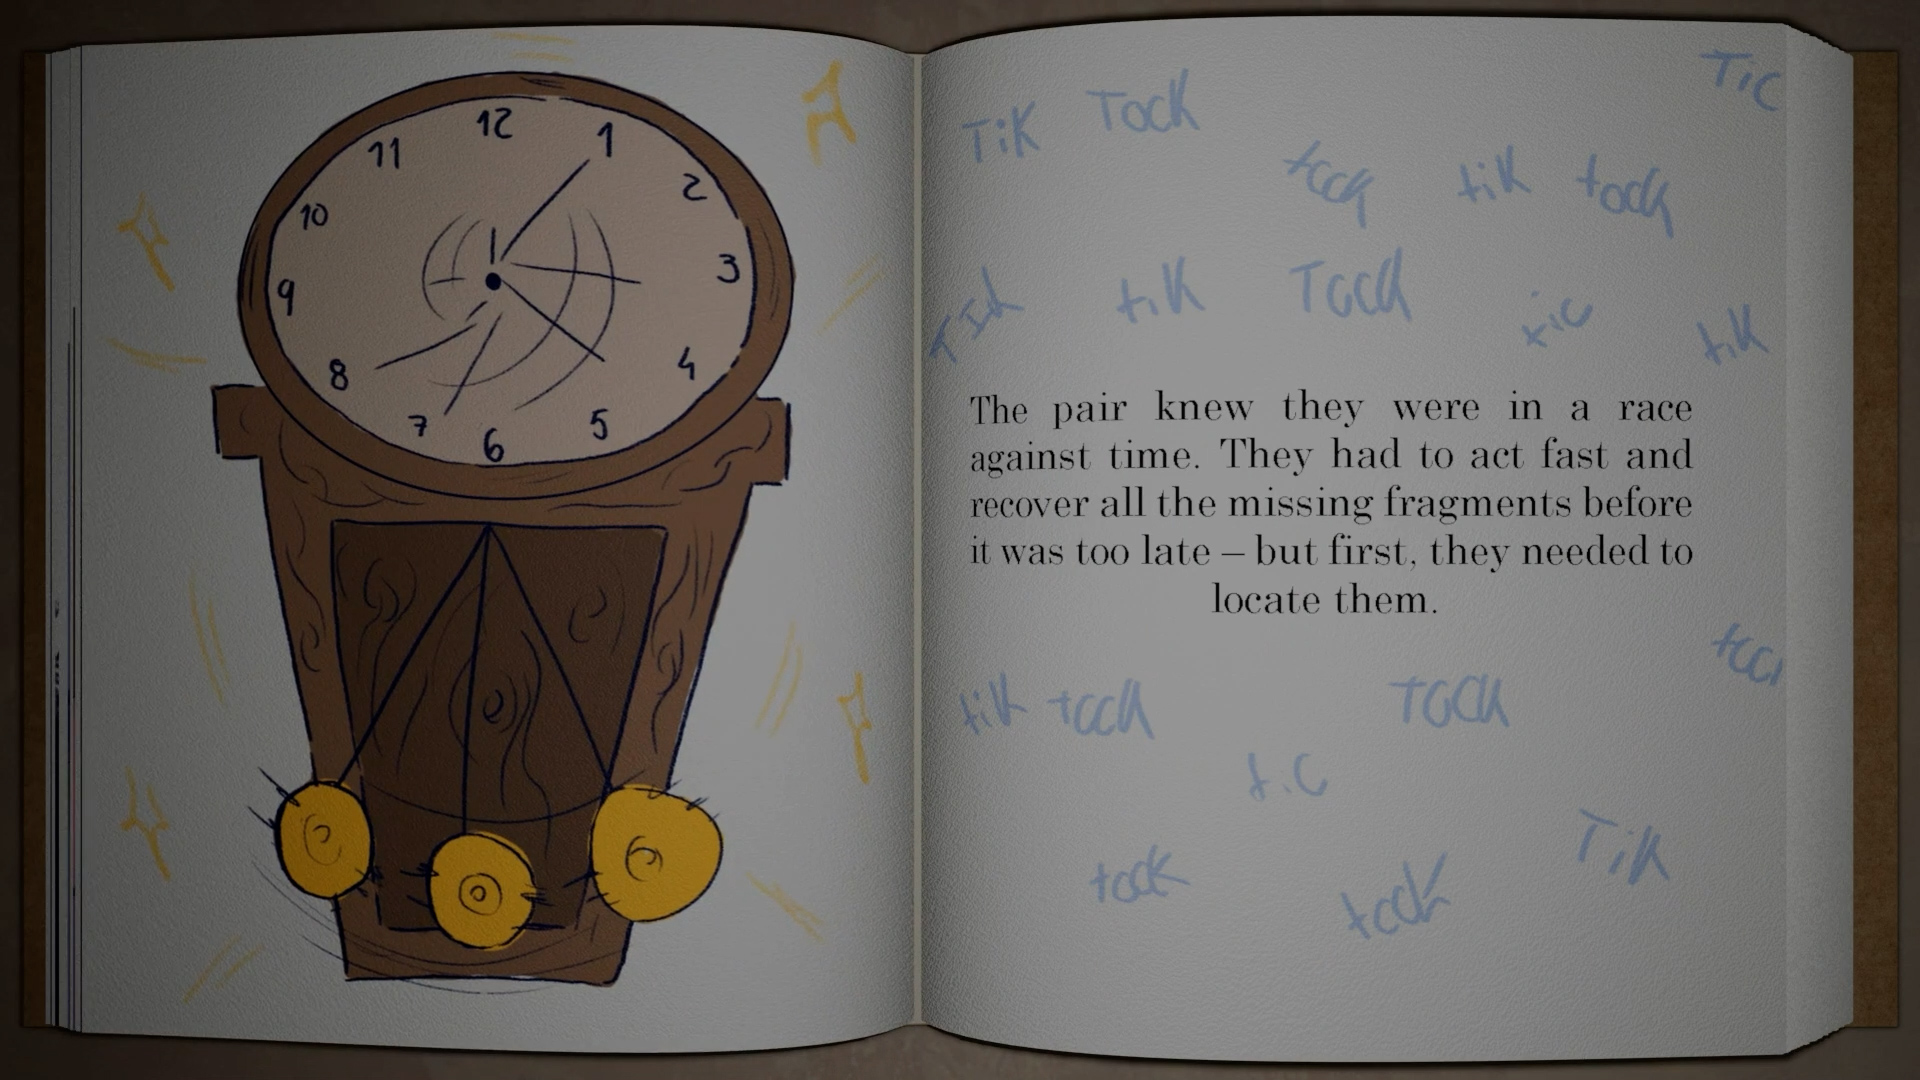 12
11
1
10
2
9
3
8
4
7
5
6
TiK TocK
Tic
tock
tik tock
tik
Tock
tic
tik
The pair knew they were in a race
against time. They had to act fast and
recover all the missing fragments before
it was too late – but first, they needed to
locate them.
tik tock
Tock
t.c
Tik
tock
tock